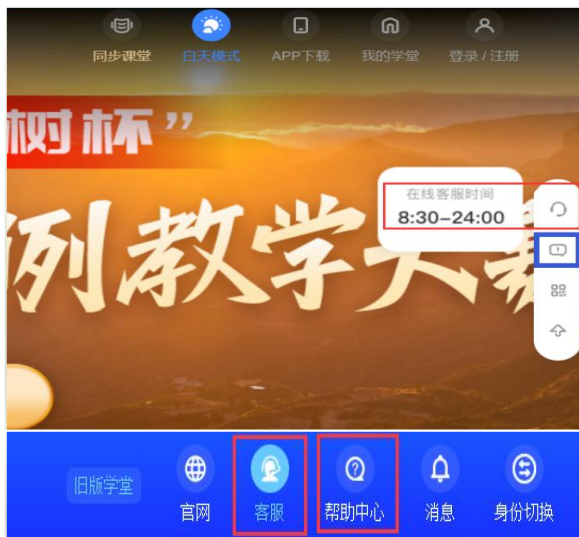 同步课堂 白天模式 APP下载 我的学堂 登录 / 注册
树杯”
例教学大赛
在线客服时间
8:30–24:00
旧版学堂 官网 客服 帮助中心 消息 身份切换